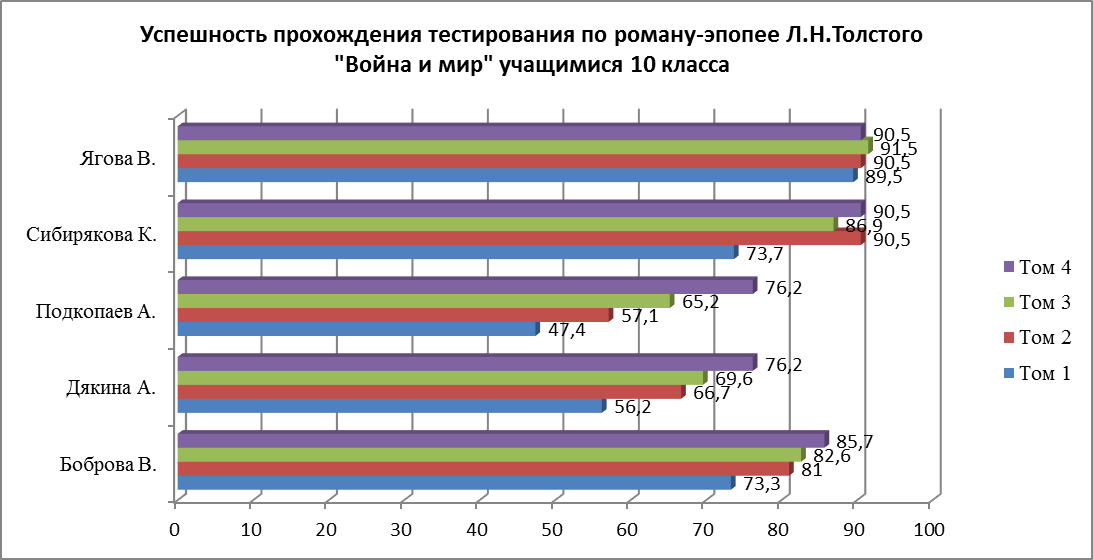 Успешность прохождения тестирования по роману-эпопее Л.Н.Толстого
"Война и мир" учащимися 10 класса
Ягова В.
90,5
91,5
90,5
89,5
Сибирякова К.
90,5
86,9
90,5
73,7
Подкопаев А.
76,2
65,2
57,1
47,4
Дякина А.
76,2
69,6
66,7
56,2
Боброва В.
85,7
82,6
81
73,3
0 10 20 30 40 50 60 70 80 90 100
Том 4
Том 3
Том 2
Том 1